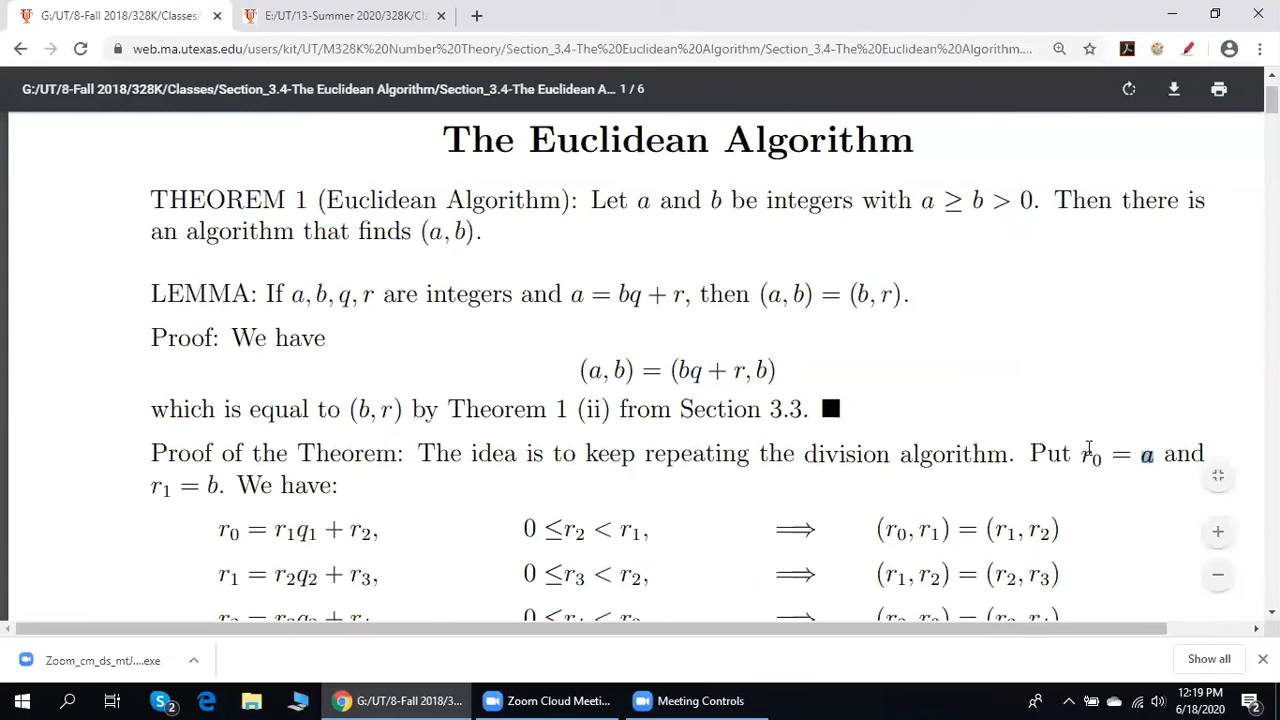 G:/UT/8-Fall 2018/328K/Classes/
E:/UT/13-Summer 2020/328K/Cl
web.ma.utexas.edu/users/kit/UT/M328K%20Number%20Theory/Section_3.4-The%20Euclidean%20Algorithm/Section_3.4-The%20Euclidean%20Algorithm....
G:/UT/8-Fall 2018/328K/Classes/Section_3.4-The Euclidean Algorithm/Section_3.4-The Euclidean A... 1 / 6
The Euclidean Algorithm
THEOREM 1 (Euclidean Algorithm): Let a and b be integers with a ≥ b > 0. Then there is
an algorithm that finds (a, b).
LEMMA: If a, b, q, r are integers and a = bq + r, then (a, b) = (b, r).
Proof: We have
(a, b) = (bq + r, b)
which is equal to (b, r) by Theorem 1 (ii) from Section 3.3. ■
Proof of the Theorem: The idea is to keep repeating the division algorithm. Put r₀ = a and
r₁ = b. We have:
r₀ = r₁q₁ + r₂, 0 ≤ r₂ < r₁, ⟹ (r₀, r₁) = (r₁, r₂)
r₁ = r₂q₂ + r₃, 0 ≤ r₃ < r₂, ⟹ (r₁, r₂) = (r₂, r₃)
Zoom_cm_ds_mtJ....exe
Show all
2
G:/UT/8-Fall 2018/3...
Zoom Cloud Meeti...
Meeting Controls
12:19 PM
6/18/2020
2